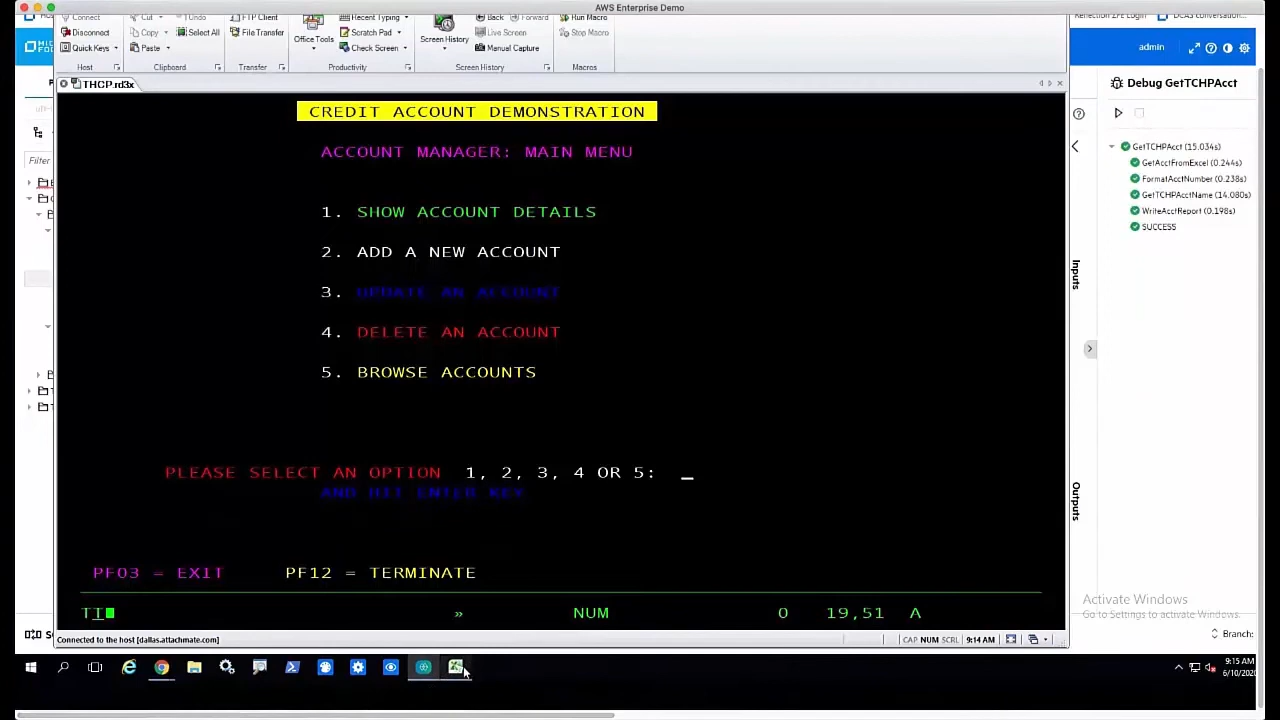 AWS Enterprise Demo
Connect
Cut
Undo
FTP Client
Recent Typing
Back
Forward
Run Macro
Disconnect
Copy
Select All
File Transfer
Office Tools
Scratch Pad
Screen History
Live Screen
Stop Macro
Quick Keys
Paste
Check Screen
Manual Capture
Host
Clipboard
Transfer
Productivity
Screen History
Macros
admin
THCP.rd3x
Debug GetTCHPAcct
CREDIT ACCOUNT DEMONSTRATION
ACCOUNT MANAGER: MAIN MENU
1. SHOW ACCOUNT DETAILS
2. ADD A NEW ACCOUNT
3. UPDATE AN ACCOUNT
4. DELETE AN ACCOUNT
5. BROWSE ACCOUNTS
PLEASE SELECT AN OPTION 1, 2, 3, 4 OR 5: _
AND HIT ENTER KEY
PF03 = EXIT PF12 = TERMINATE
TI » NUM 0 19,51 A
Connected to the host [dallas.attachmate.com]
CAP NUM SCRL 9:14 AM
Filter
GetTCHPAcct (15.034s)
GetAcctFromExcel (0.244s)
FormatAcctNumber (0.238s)
GetTCHPAcctName (14.080s)
WriteAcctReport (0.198s)
SUCCESS
Inputs
Outputs
Activate Windows
Go to Settings to activate Windows.
Branch:
9:15 AM